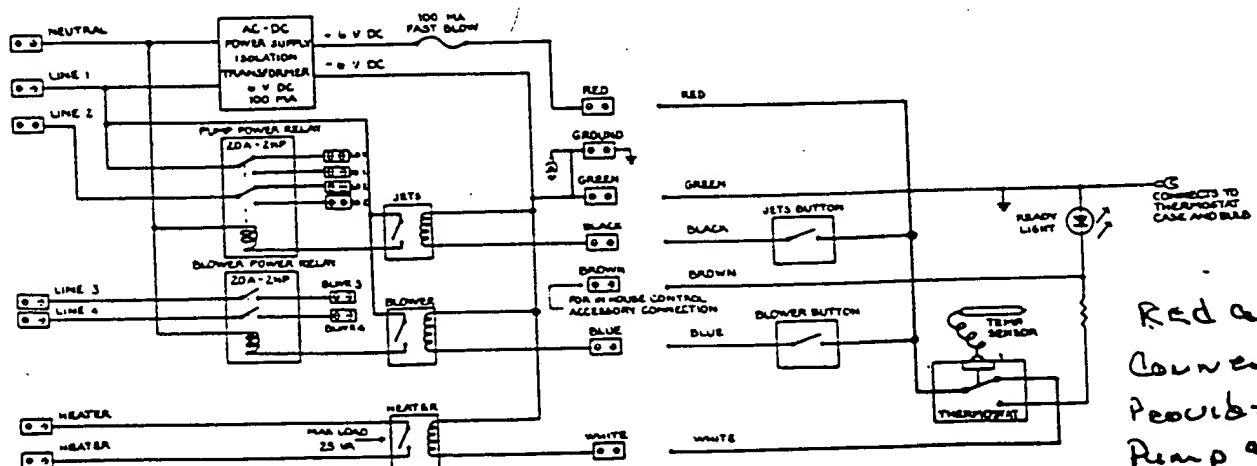 NEUTRAL
LINE 1
LINE 2
AC - DC
POWER SUPPLY
ISOLATION
TRANSFORMER
6 V DC
100 MA
- 6 V DC
100 MA
FAST BLOW
RED
GROUND
GREEN
BLACK
BROWN
FOR IN HOUSE CONTROL
ACCESSORY CONNECTION
BLUE
WHITE
PUMP POWER RELAY
20A - 2HP
JETS
BLOWER POWER RELAY
20A - 2HP
LINE 3
LINE 4
BLOWER
HEATER
HEATER
MAX LOAD
25 VA
HEATER
RED
GREEN
BLACK
BROWN
BLUE
WHITE
JETS BUTTON
BLOWER BUTTON
READY
LIGHT
CONNECTS TO
THERMOSTAT
CASE AND BULB
TEMP
SENSOR
THERMOSTAT
Red
Pump